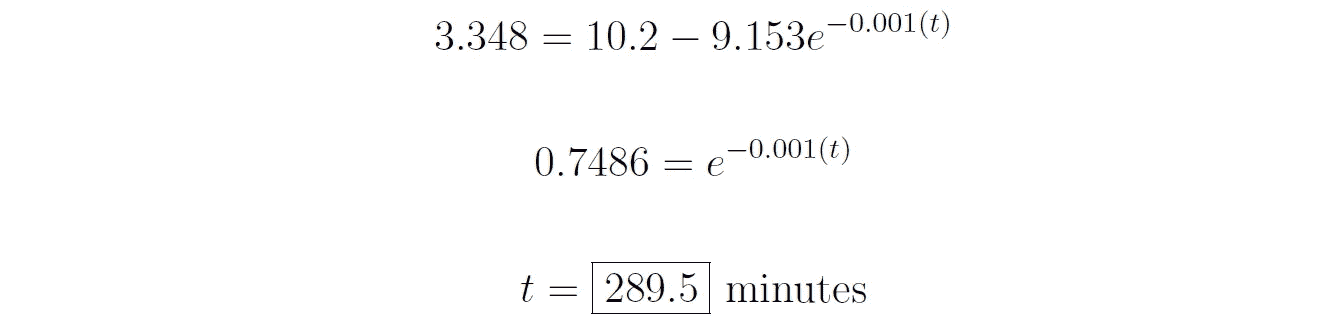 3.348 = 10.2 − 9.153e^{−0.001(t)}
0.7486 = e^{−0.001(t)}
t = 289.5 minutes